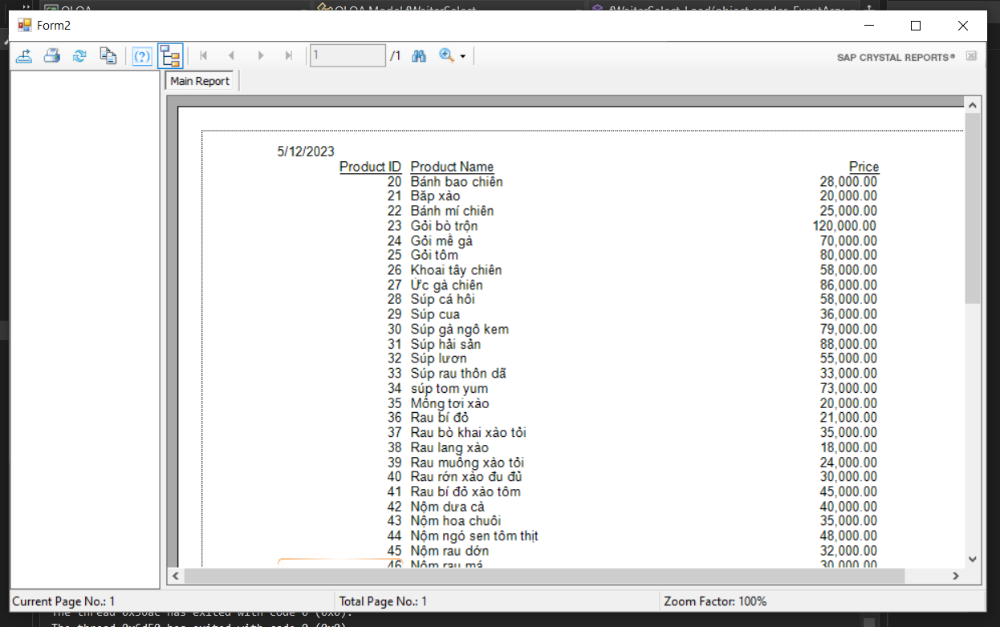 Form2
1 /1 SAP CRYSTAL REPORTS®
Main Report
5/12/2023
Product ID Product Name Price
20 Bánh bao chiên 28,000.00
21 Băp xào 20,000.00
22 Bánh mí chiên 25,000.00
23 Gỏi bò trộn 120,000.00
24 Gỏi mề gà 70,000.00
25 Gỏi tôm 80,000.00
26 Khoai tây chiên 58,000.00
27 Ức gà chiên 86,000.00
28 Súp cá hồi 58,000.00
29 Súp cua 36,000.00
30 Súp gà ngô kem 79,000.00
31 Súp hải sản 88,000.00
32 Súp lươn 55,000.00
33 Súp rau thôn dã 33,000.00
34 súp tom yum 73,000.00
35 Mồng tơi xào 20,000.00
36 Rau bí đỏ 21,000.00
37 Rau bò khai xào tỏi 35,000.00
38 Rau lang xào 18,000.00
39 Rau muống xào tỏi 24,000.00
40 Rau rớn xào đu đủ 30,000.00
41 Rau bí đỏ xào tôm 45,000.00
42 Nộm dưa cà 40,000.00
43 Nộm hoa chuối 35,000.00
44 Nộm ngó sen tôm thịt 48,000.00
45 Nộm rau dớn 32,000.00
46 Nộm rau má 30,000.00
Current Page No.: 1 Total Page No.: 1 Zoom Factor: 100%